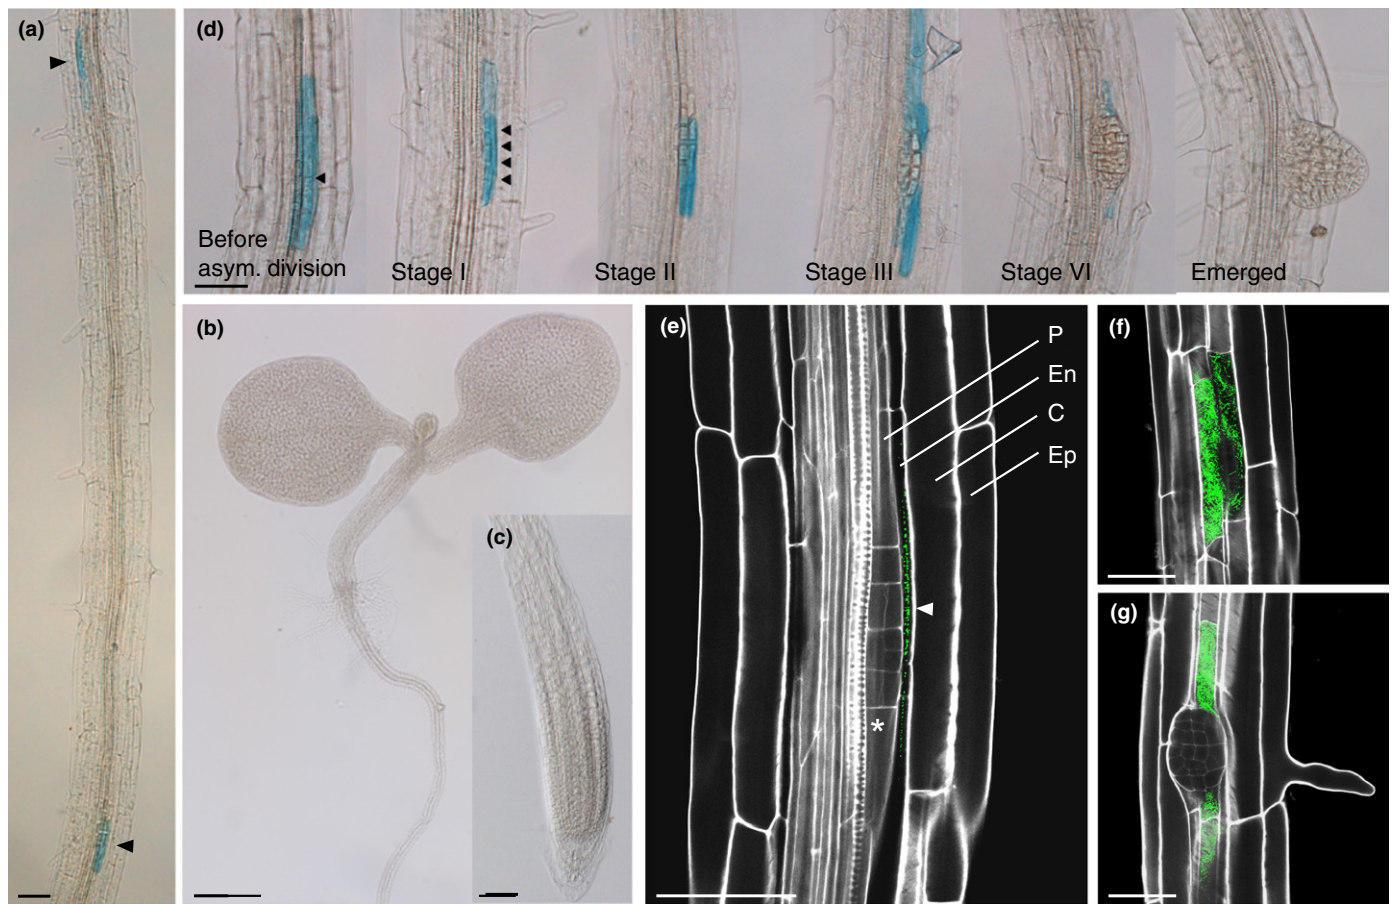 (a)
(d)
Before
asym. division
Stage I
Stage II
Stage III
Stage VI
Emerged
(b)
(c)
(e)
P
En
C
Ep
*
(f)
(g)